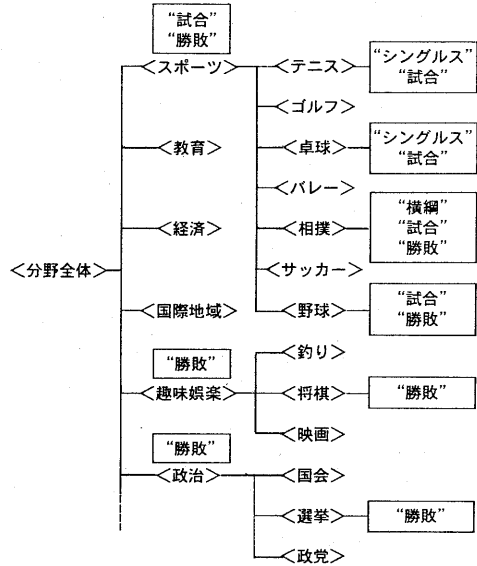 “試合”
“勝敗”
<スポーツ>
<テニス>
“シングルス”
“試合”
<ゴルフ>
<教育>
<卓球>
“シングルス”
“試合”
<バレー>
<経済>
<相撲>
“横綱”
“試合”
“勝敗”
<分野全体>
<サッカー>
<国際地域>
<野球>
“試合”
“勝敗”
“勝敗”
<趣味娯楽>
<釣り>
<将棋>
“勝敗”
<映画>
“勝敗”
<政治>
<国会>
<選挙>
“勝敗”
<政党>